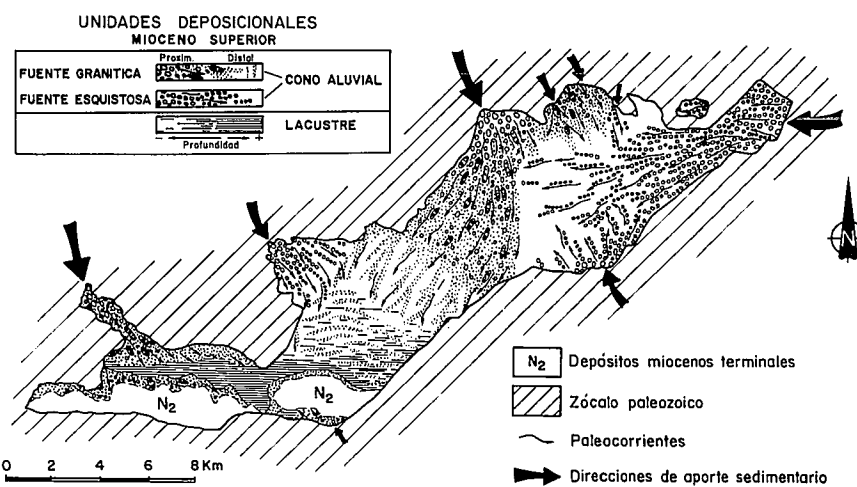 UNIDADES DEPOSICIONALES
MIOCENO SUPERIOR
Proxim. Distal
FUENTE GRANITICA
CONO ALUVIAL
FUENTE ESQUISTOSA
LACUSTRE
- Profundidad +
N
N₂
N₂
N₂ Depósitos miocenos terminales
Zócalo paleozoico
Paleocorrientes
Direcciones de aporte sedimentario
0 2 4 6 8 Km